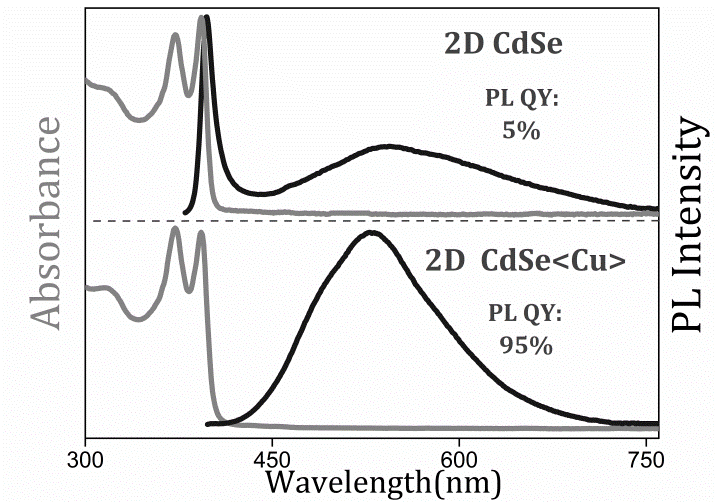 2D CdSe
PL QY:
5%
Absorbance
PL Intensity
2D CdSe<Cu>
PL QY:
95%
300 450 600 750
Wavelength(nm)